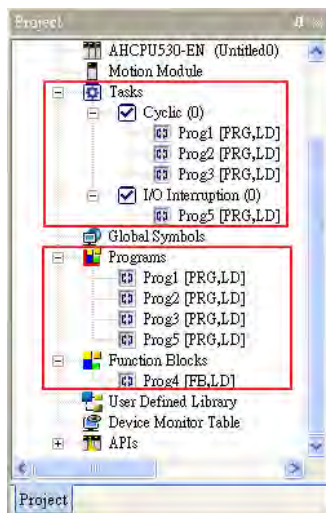 Project
AHCPU530-EN (Untitled0)
Motion Module
Tasks
Cyclic (0)
Prog1 [PRG,LD]
Prog2 [PRG,LD]
Prog3 [PRG,LD]
I/O Interruption (0)
Prog5 [PRG,LD]
Global Symbols
Programs
Prog1 [PRG,LD]
Prog2 [PRG,LD]
Prog3 [PRG,LD]
Prog5 [PRG,LD]
Function Blocks
Prog4 [FB,LD]
User Defined Library
Device Monitor Table
APIs
Project